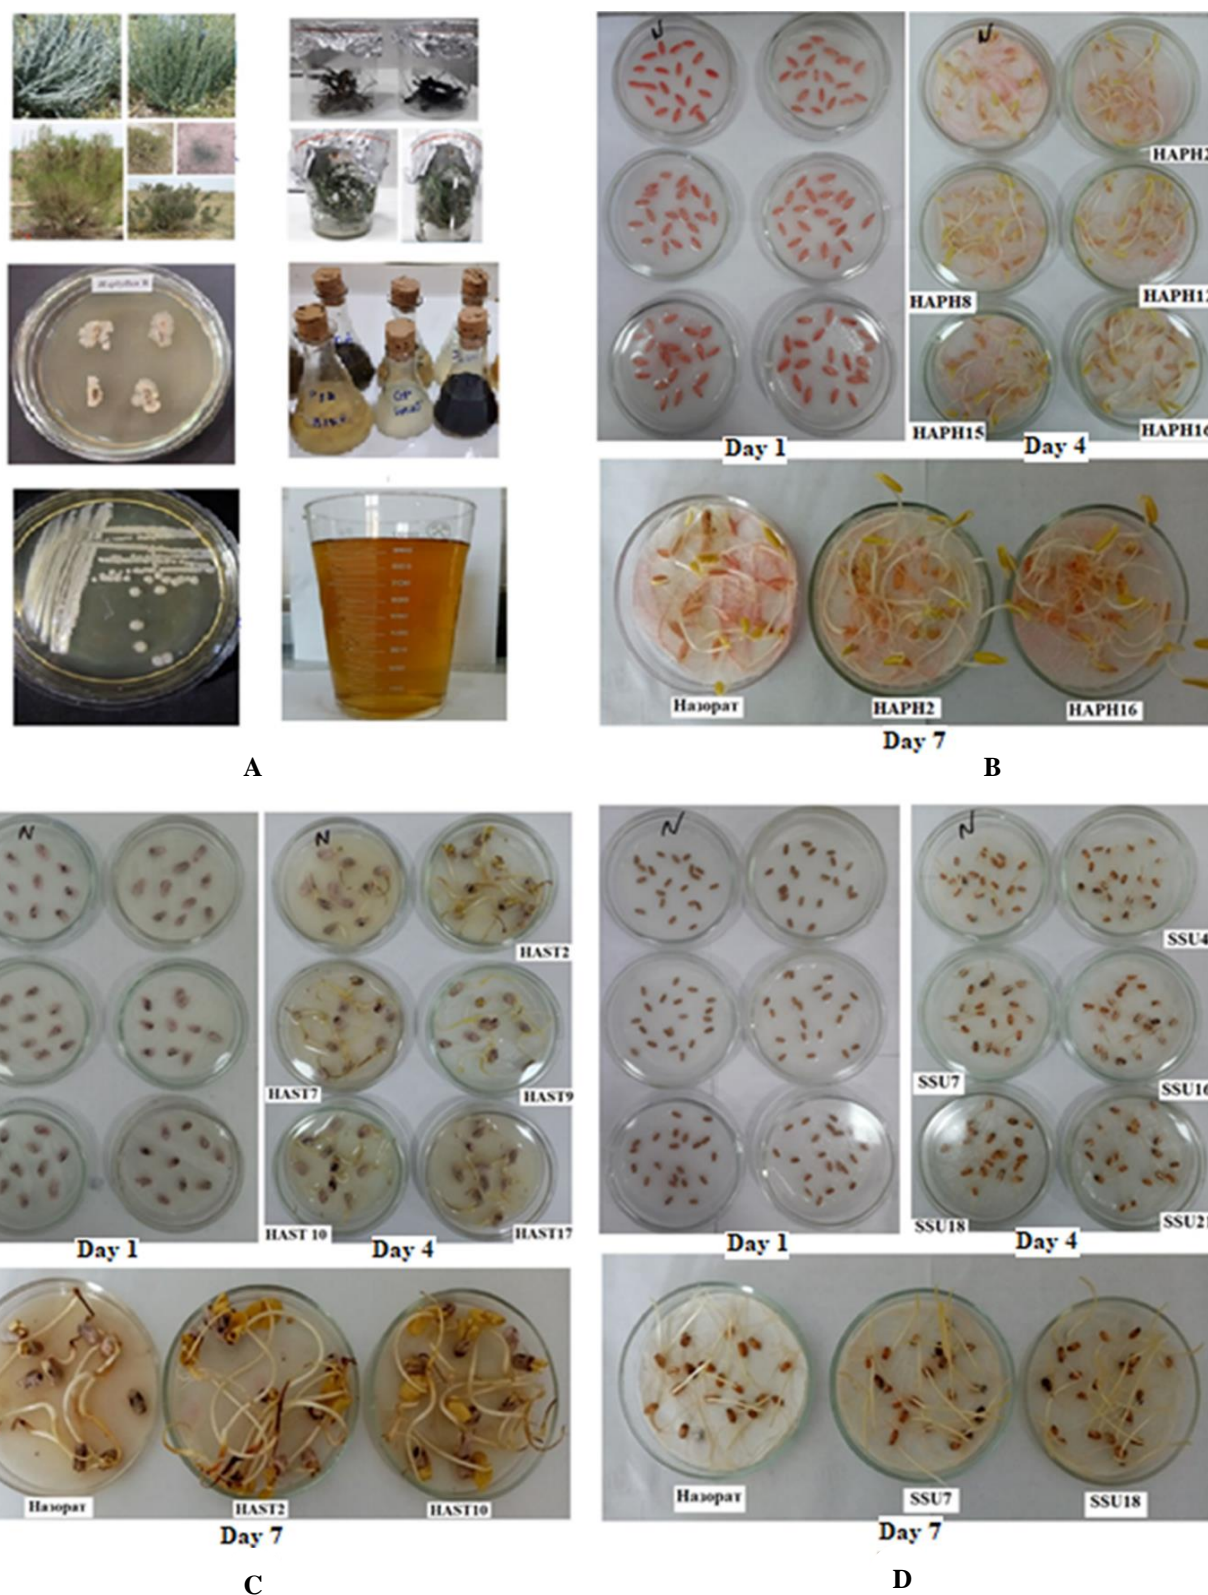 N
N
HAPH2
HAPH8
HAPH12
HAPH15
HAPH16
Day 1
Day 4
Назорат
HAPH2
HAPH16
Day 7
A
B
N
N
HAST2
HAST7
HAST9
HAST 10
HAST17
Day 1
Day 4
Назорат
HAST2
HAST10
Day 7
C
N
N
SSU4
SSU7
SSU16
SSU18
SSU21
Day 1
Day 4
Назорат
SSU7
SSU18
Day 7
D